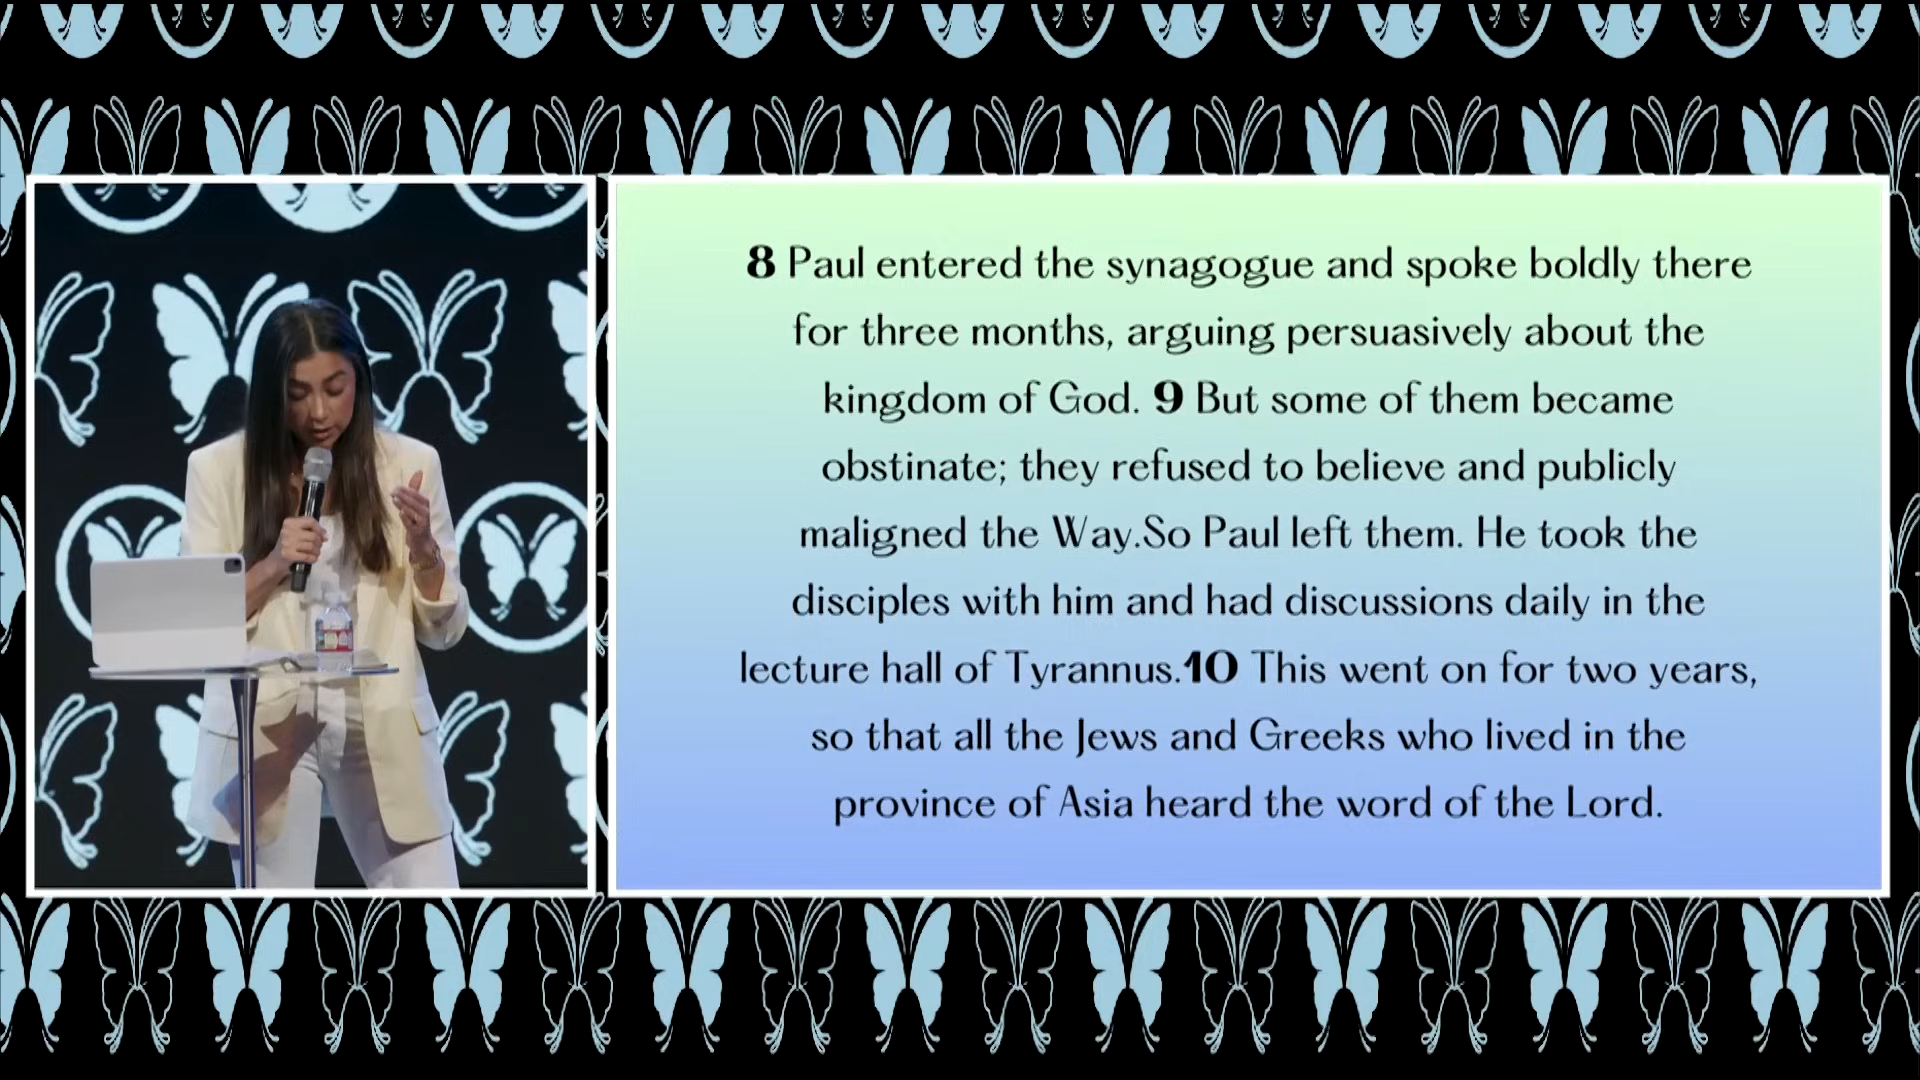 8 Paul entered the synagogue and spoke boldly there
for three months, arguing persuasively about the
kingdom of God. 9 But some of them became
obstinate; they refused to believe and publicly
maligned the Way.So Paul left them. He took the
disciples with him and had discussions daily in the
lecture hall of Tyrannus.10 This went on for two years,
so that all the Jews and Greeks who lived in the
province of Asia heard the word of the Lord.